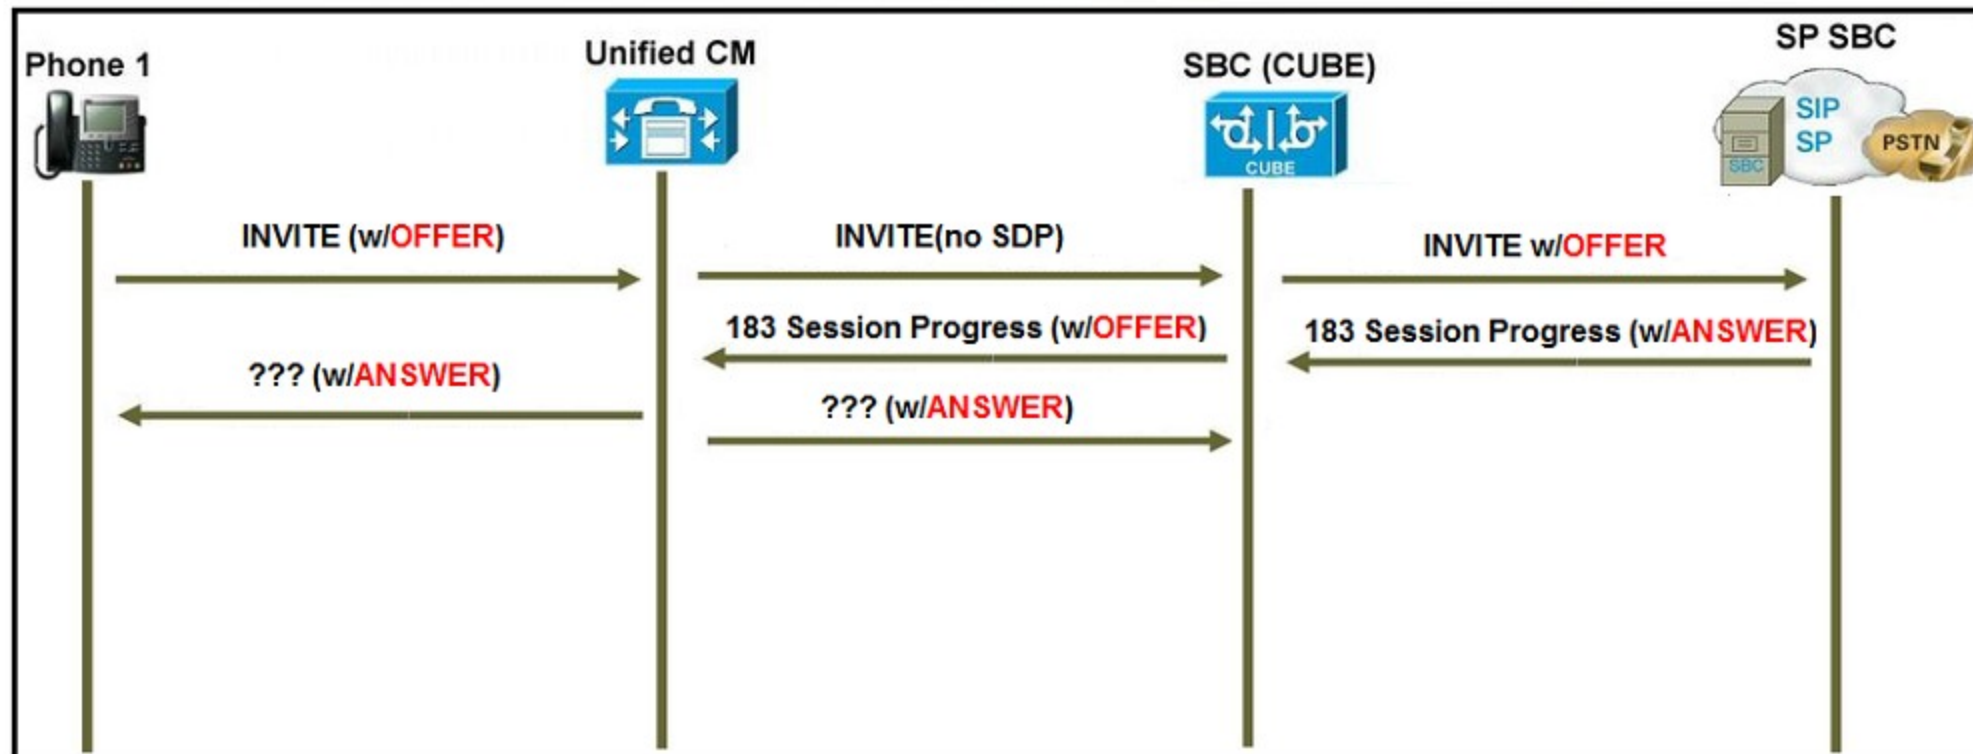 Phone 1
Unified CM
SBC (CUBE)
SP SBC
CUBE
SBC
SIP
SP
PSTN
INVITE (w/OFFER)
INVITE(no SDP)
INVITE w/OFFER
183 Session Progress (w/OFFER)
183 Session Progress (w/ANSWER)
??? (w/ANSWER)
??? (w/ANSWER)